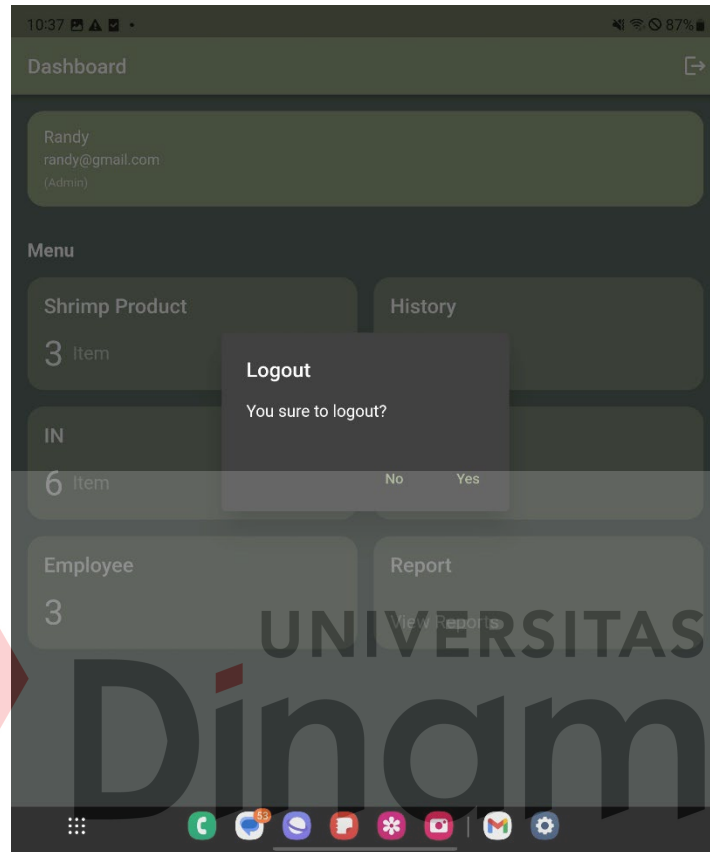 10:37
87%
Dashboard
Randy
randy@gmail.com
(Admin)
Menu
Shrimp Product
3 Item
History
Logout
You sure to logout?
No Yes
IN
6 Item
Employee
3
Report
View Reports
UNIVERSITAS
Dinam
53